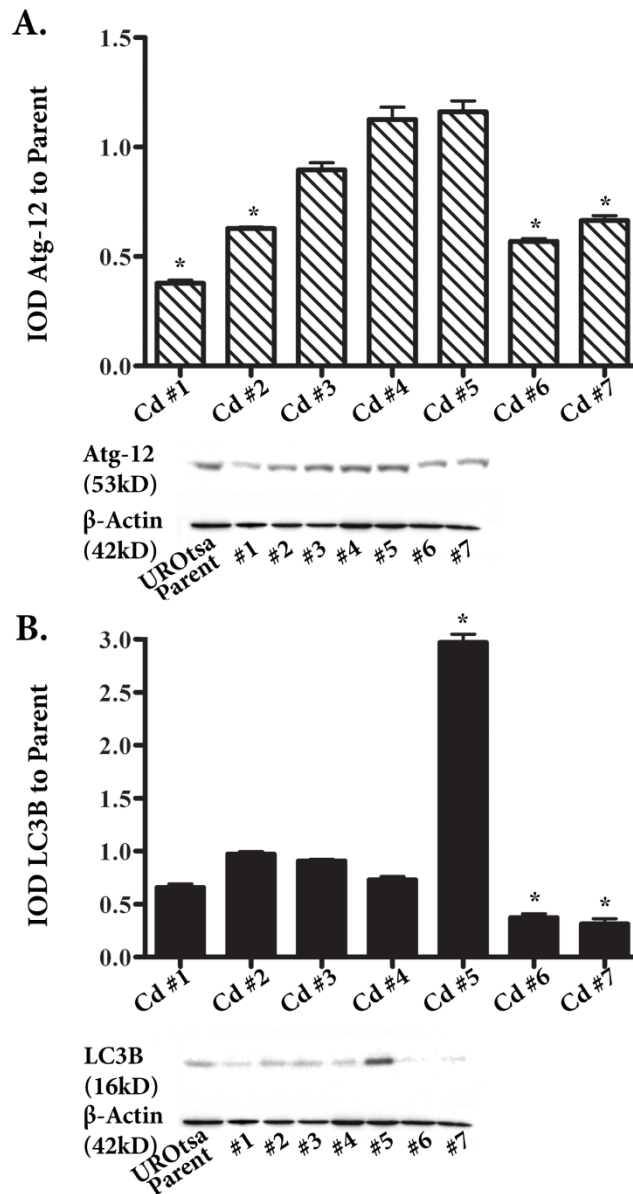 A.
IOD Atg-12 to Parent
1.5
1.0
0.5
0.0
* * * *
Cd #1 Cd #2 Cd #3 Cd #4 Cd #5 Cd #6 Cd #7
Atg-12
(53kD)
β-Actin
(42kD)
UROtsa
Parent
#1 #2 #3 #4 #5 #6 #7
B.
IOD LC3B to Parent
3.0
2.5
2.0
1.5
1.0
0.5
0.0
* * *
Cd #1 Cd #2 Cd #3 Cd #4 Cd #5 Cd #6 Cd #7
LC3B
(16kD)
β-Actin
(42kD)
UROtsa
Parent
#1 #2 #3 #4 #5 #6 #7